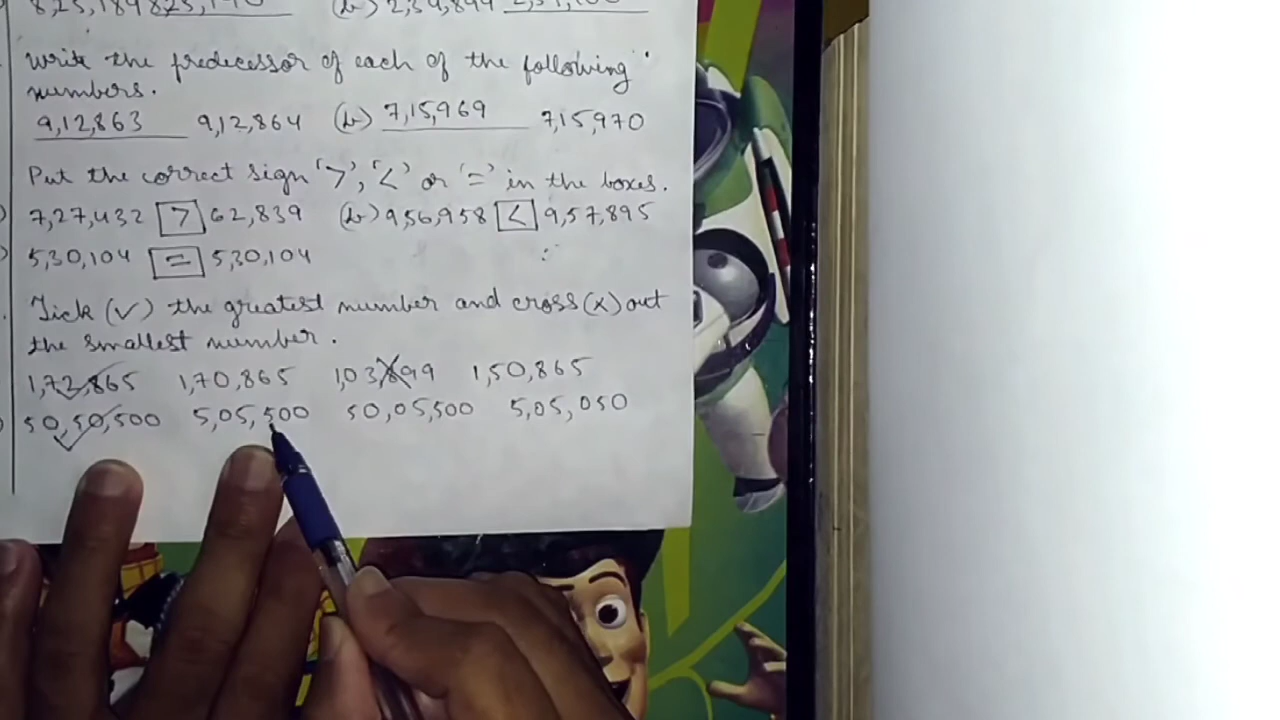 Write the predecessor of each of the following
numbers.
9,12,863 9,12,864 (b) 7,15,969 7,15,970
Put the correct sign '>', '<' or '=' in the boxes.
7,27,432 > 62,839 (b) 9,56,958 < 9,57,895
5,30,104 = 5,30,104
Tick (✓) the greatest number and cross (x) out
the smallest number.
1,72,865 1,70,865 1,03,899 1,50,865
50,50,500 5,05,500 50,05,500 5,05,050